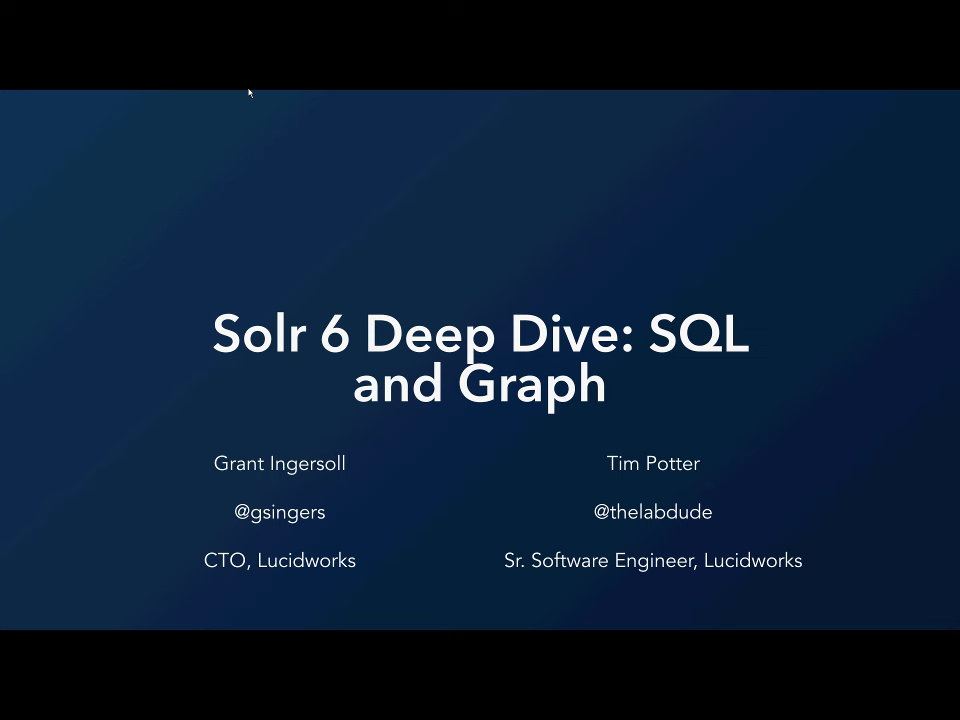 Solr 6 Deep Dive: SQL
and Graph
Grant Ingersoll
@gsingers
CTO, Lucidworks
Tim Potter
@thelabdude
Sr. Software Engineer, Lucidworks